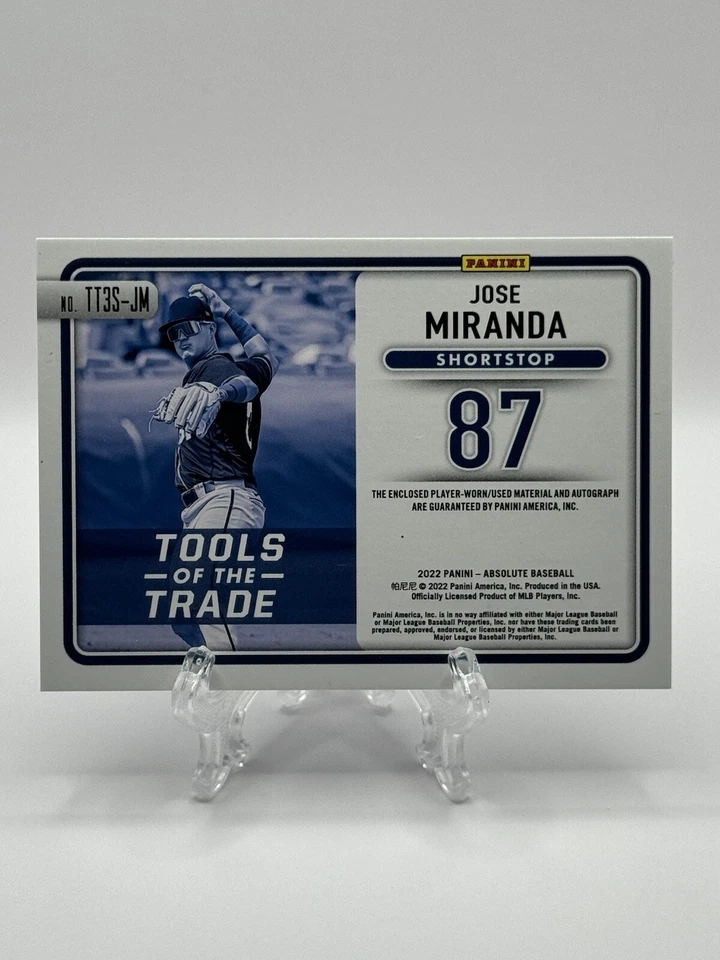 PANINI
NO. TT3S-JM
JOSE
MIRANDA
SHORTSTOP
87
THE ENCLOSED PLAYER-WORN/USED MATERIAL AND AUTOGRAPH
ARE GUARANTEED BY PANINI AMERICA, INC.
TOOLS
OF THE
TRADE
2022 PANINI – ABSOLUTE BASEBALL
帕尼尼 © 2022 Panini America, Inc. Produced in the USA.
Officially Licensed Product of MLB Players, Inc.
Panini America, Inc. is in no way affiliated with either Major League Baseball
or Major League Baseball Properties, Inc. nor have these trading cards been
prepared, approved, endorsed, or licensed by either Major League Baseball or
Major League Baseball Properties, Inc.